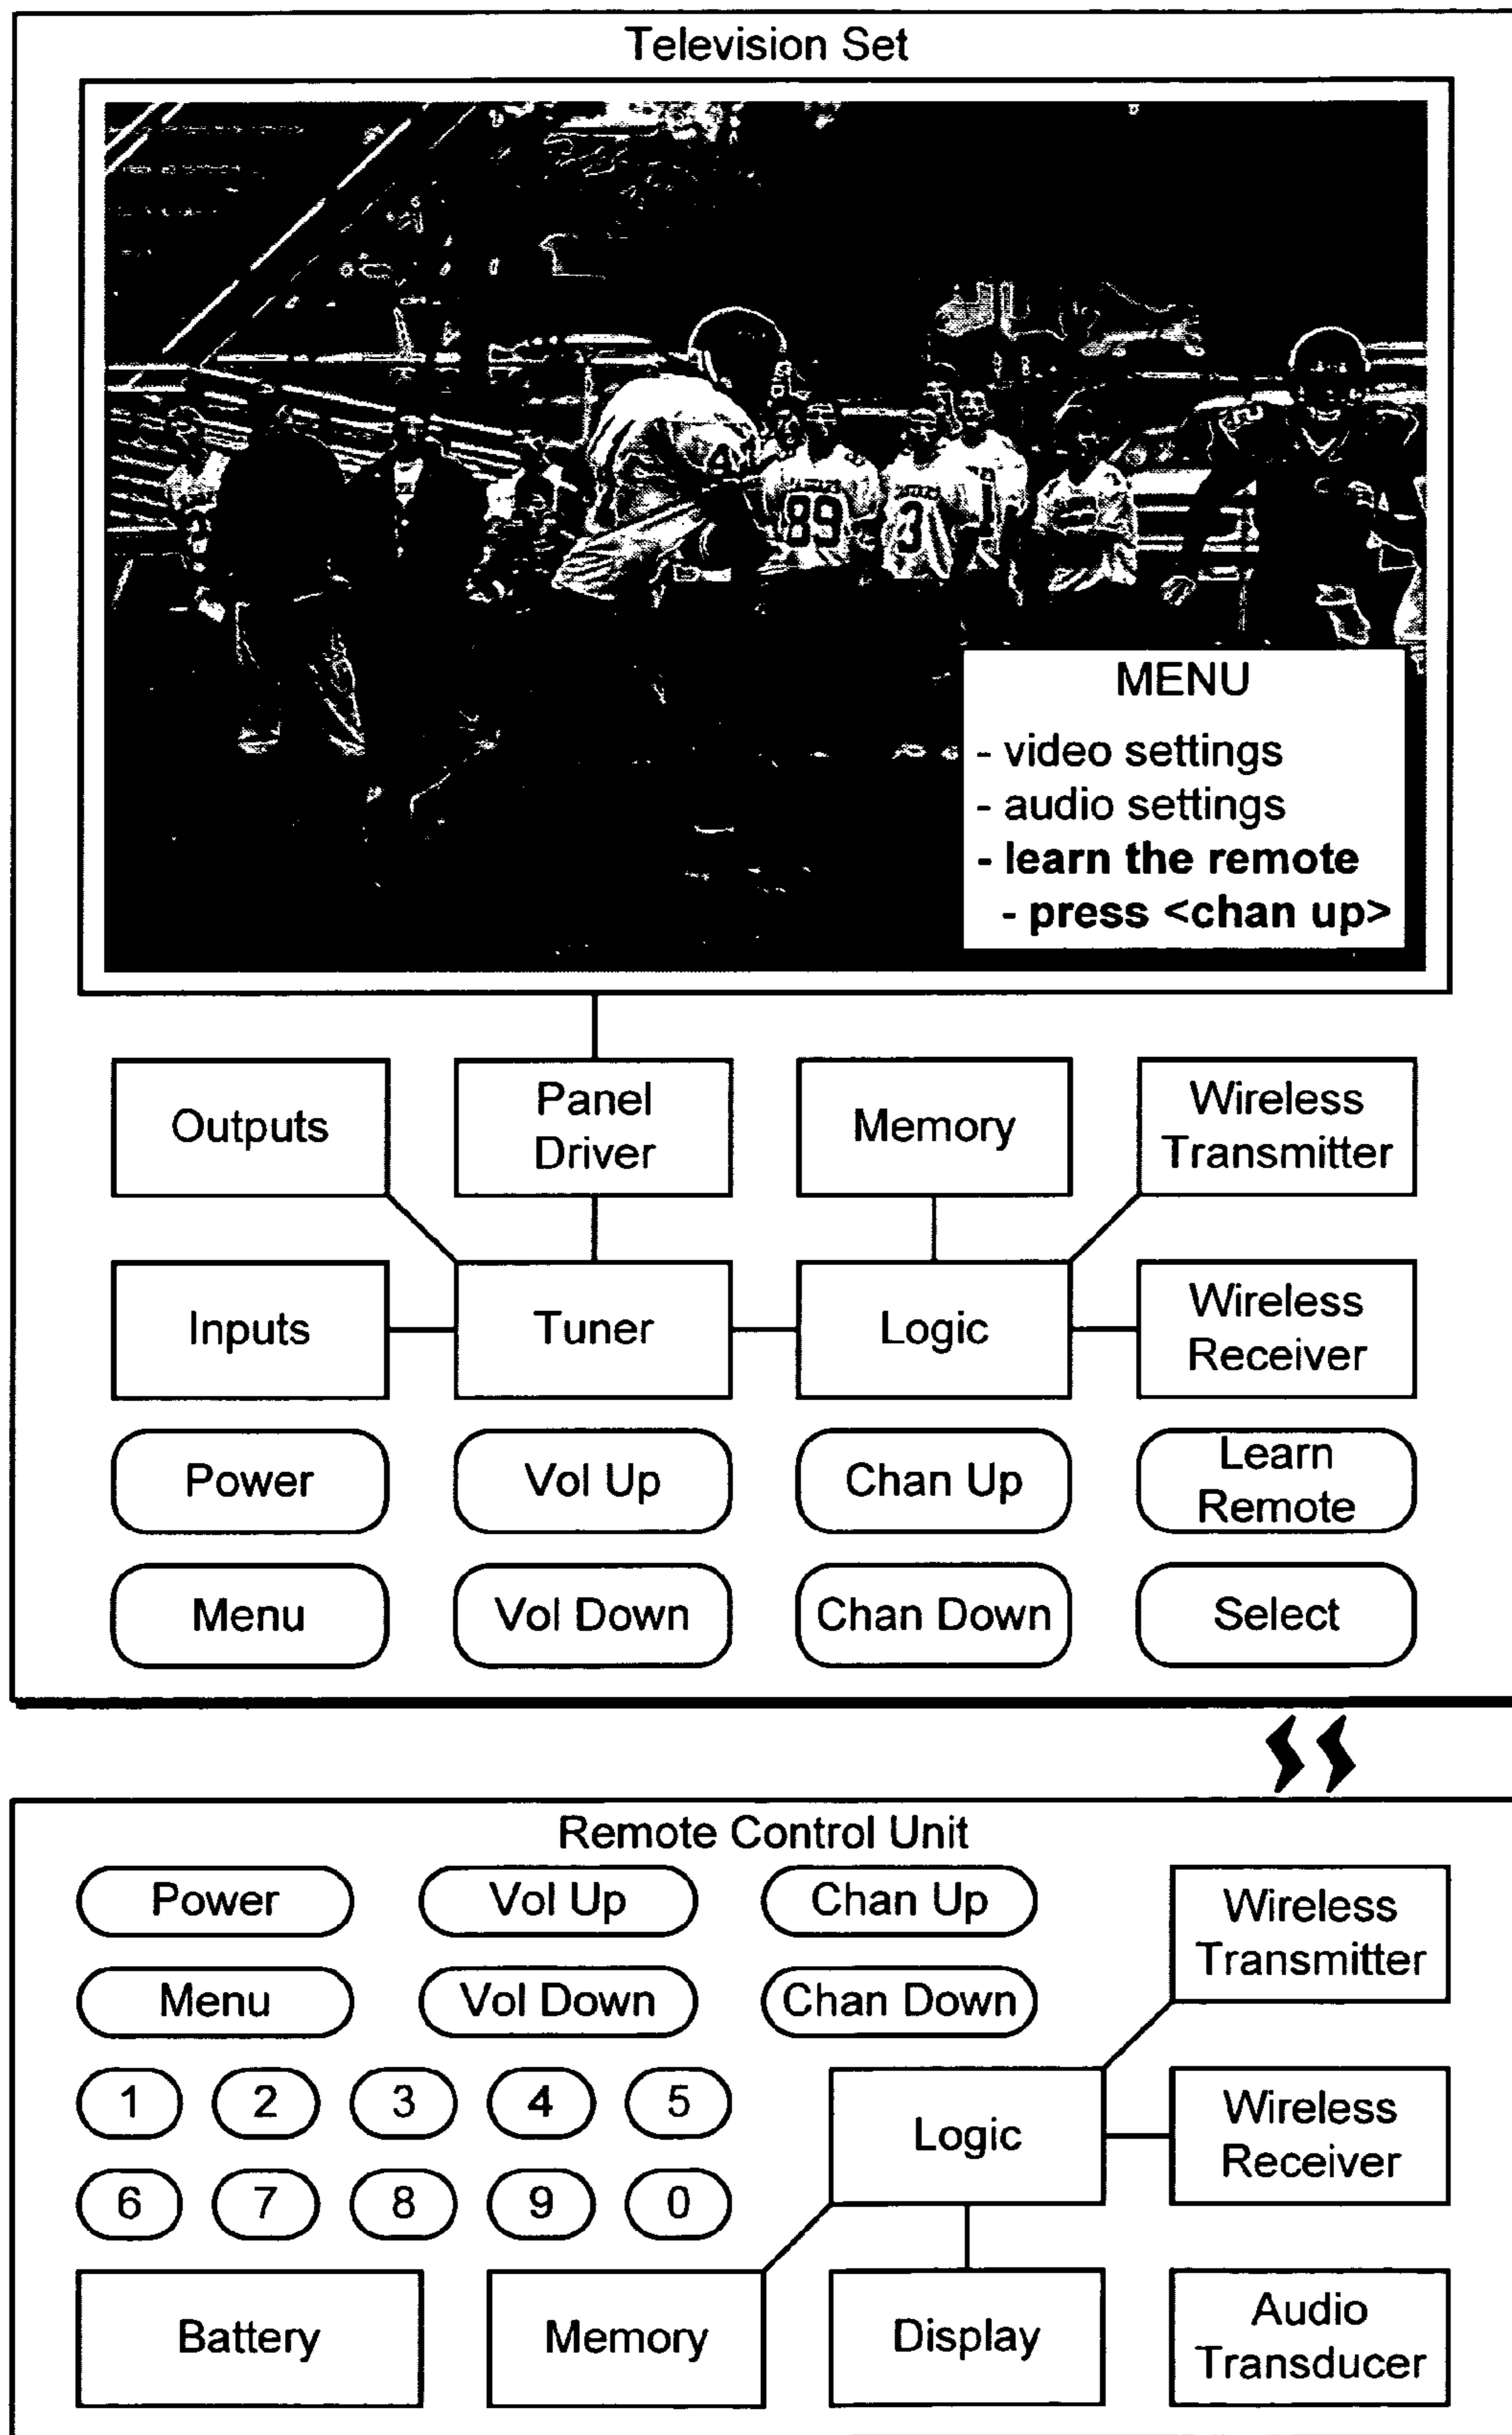 Television Set
89
3
MENU
- video settings
- audio settings
- learn the remote
- press <chan up>
Outputs
Panel
Driver
Memory
Wireless
Transmitter
Inputs
Tuner
Logic
Wireless
Receiver
Power
Vol Up
Chan Up
Learn
Remote
Menu
Vol Down
Chan Down
Select
Remote Control Unit
Power
Vol Up
Chan Up
Wireless
Transmitter
Menu
Vol Down
Chan Down
1 2 3 4 5
Logic
Wireless
Receiver
6 7 8 9 0
Battery
Memory
Display
Audio
Transducer